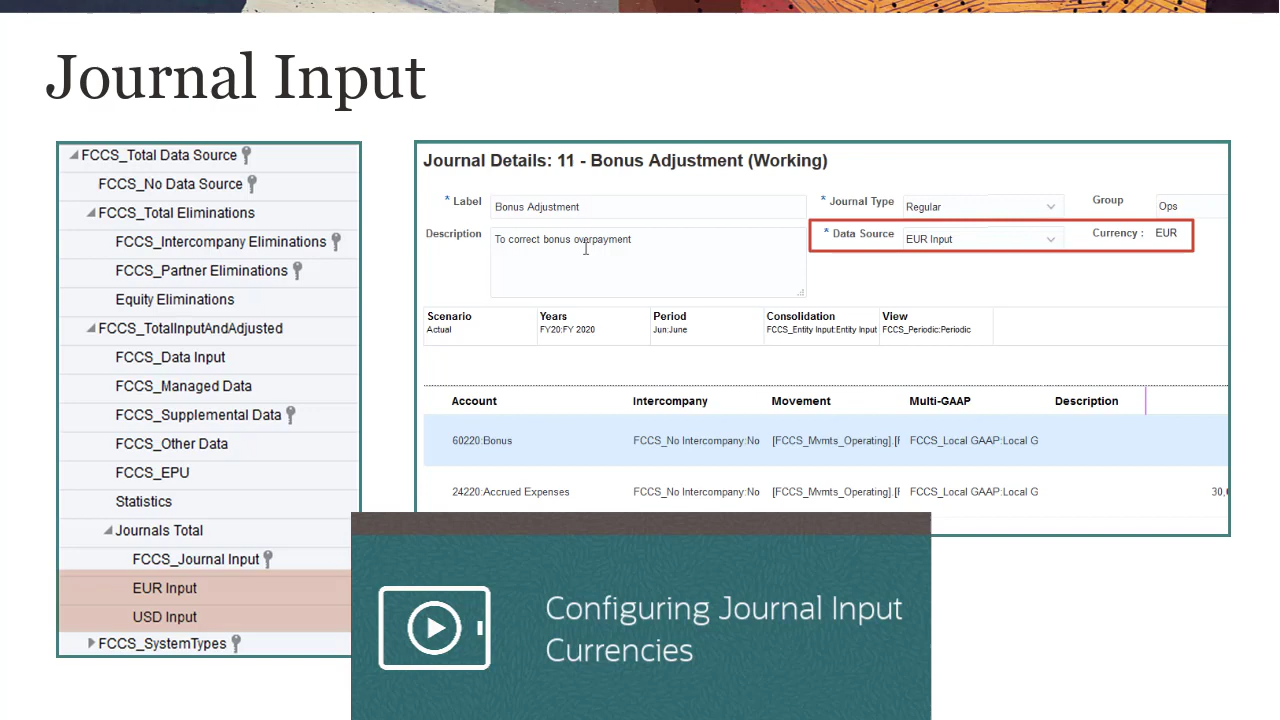 Journal Input
FCCS_Total Data Source
FCCS_No Data Source
FCCS_Total Eliminations
FCCS_Intercompany Eliminations
FCCS_Partner Eliminations
Equity Eliminations
FCCS_TotalInputAndAdjusted
FCCS_Data Input
FCCS_Managed Data
FCCS_Supplemental Data
FCCS_Other Data
FCCS_EPU
Statistics
Journals Total
FCCS_Journal Input
EUR Input
USD Input
FCCS_SystemTypes
Journal Details: 11 - Bonus Adjustment (Working)
* Label Bonus Adjustment * Journal Type Regular Group Ops
Description To correct bonus overpayment * Data Source EUR Input Currency : EUR
Scenario Years Period Consolidation View
Actual FY20:FY 2020 Jun:June FCCS_Entity Input:Entity Input FCCS_Periodic:Periodic
Account Intercompany Movement Multi-GAAP Description
60220:Bonus FCCS_No Intercompany:No [FCCS_Mvmts_Operating].[F FCCS_Local GAAP:Local G
24220:Accrued Expenses FCCS_No Intercompany:No [FCCS_Mvmts_Operating].[F FCCS_Local GAAP:Local G
Configuring Journal Input
Currencies